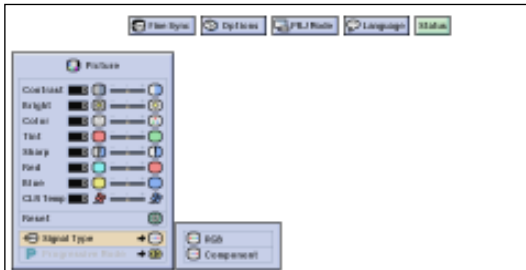 Fine Sync Options PRJ Mode Language Status
Picture
Contrast
Bright
Color
Tint
Sharp
Red
Blue
CLR Temp
Reset
Signal Type
RGB
Progressive Mode
Component